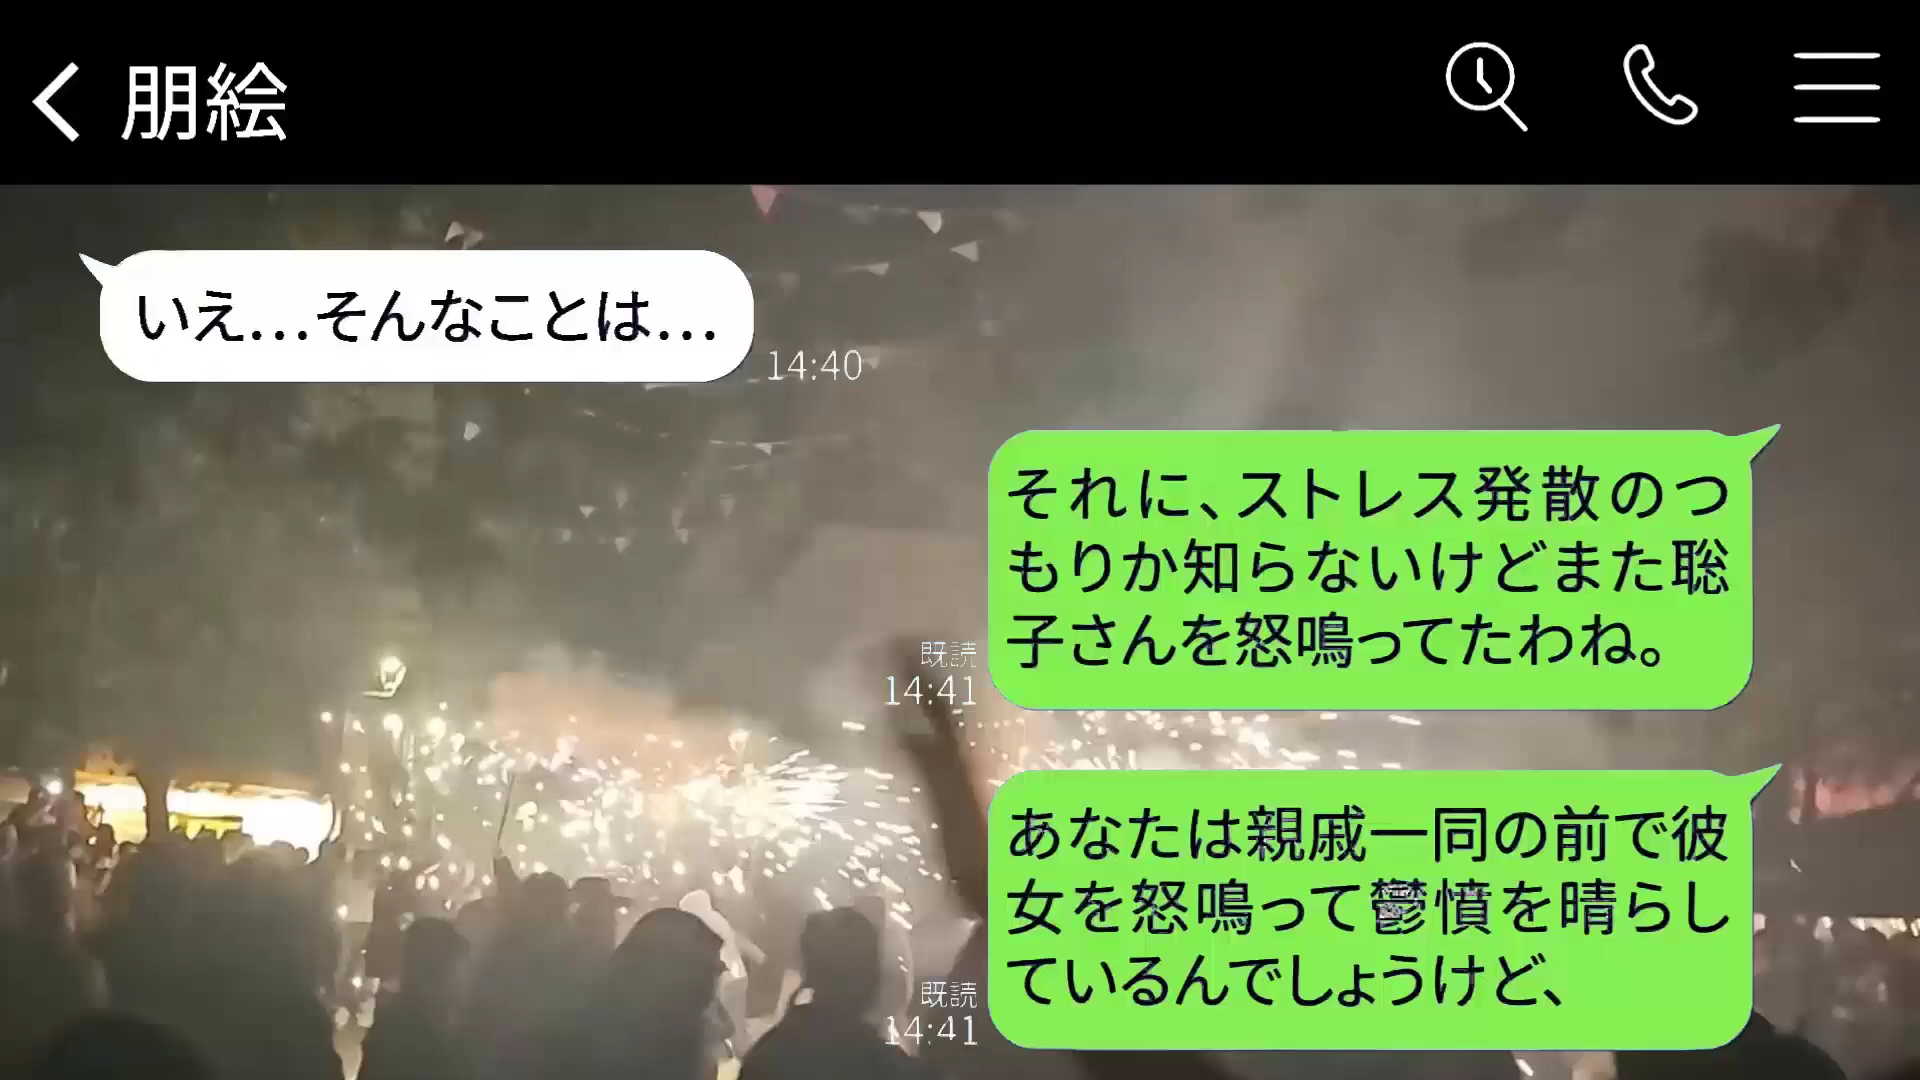 朋絵
いえ…そんなことは…
14:40
それに、ストレス発散のつ
もりか知らないけどまた聡
子さんを怒鳴ってたわね。
既読
14:41
あなたは親戚一同の前で彼
女を怒鳴って鬱憤を晴らし
ているんでしょうけど、
既読
14:41